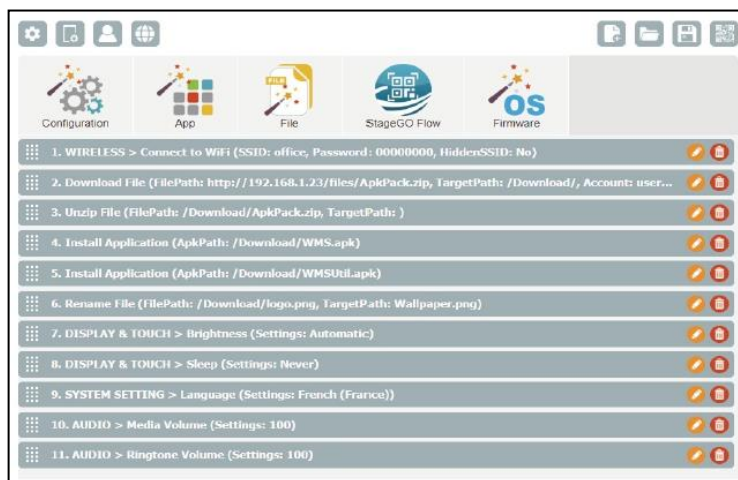 FILE
OS
Configuration
App
File
StageGO Flow
Firmware
1. WIRELESS > Connect to WiFi (SSID: office, Password: 00000000, HiddenSSID: No)
2. Download File (FilePath: http://192.168.1.23/files/ApkPack.zip, TargetPath: /Download/, Account: user...
3. Unzip File (FilePath: /Download/ApkPack.zip, TargetPath: )
4. Install Application (ApkPath: /Download/WMS.apk)
5. Install Application (ApkPath: /Download/WMSUtil.apk)
6. Rename File (FilePath: /Download/logo.png, TargetPath: Wallpaper.png)
7. DISPLAY & TOUCH > Brightness (Settings: Automatic)
8. DISPLAY & TOUCH > Sleep (Settings: Never)
9. SYSTEM SETTING > Language (Settings: French (France))
10. AUDIO > Media Volume (Settings: 100)
11. AUDIO > Ringtone Volume (Settings: 100)